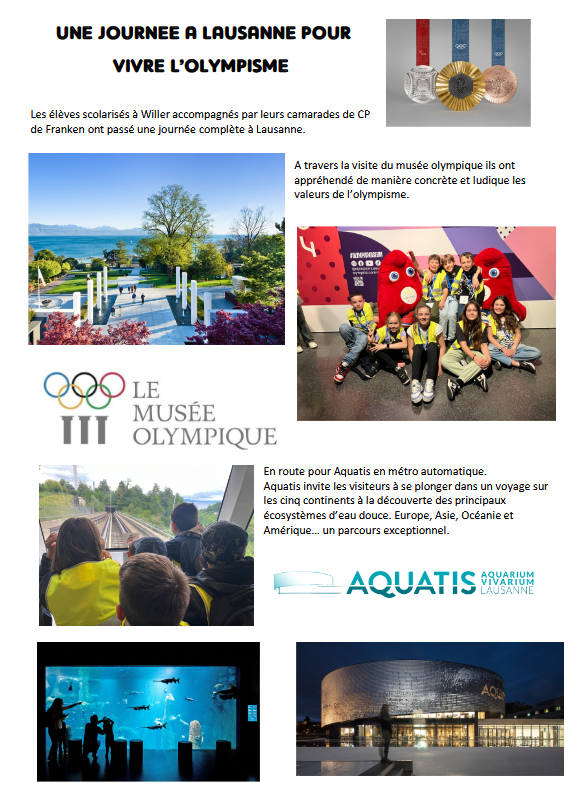 UNE JOURNEE A LAUSANNE POUR
VIVRE L'OLYMPISME
Les élèves scolarisés à Willer accompagnés par leurs camarades de CP
de Franken ont passé une journée complète à Lausanne.
A travers la visite du musée olympique ils ont
appréhendé de manière concrète et ludique les
valeurs de l'olympisme.
LE
MUSÉE
OLYMPIQUE
En route pour Aquatis en métro automatique.
Aquatis invite les visiteurs à se plonger dans un voyage sur
les cinq continents à la découverte des principaux
écosystèmes d'eau douce. Europe, Asie, Océanie et
Amérique… un parcours exceptionnel.
AQUATIS
AQUARIUM
VIVARIUM
LAUSANNE